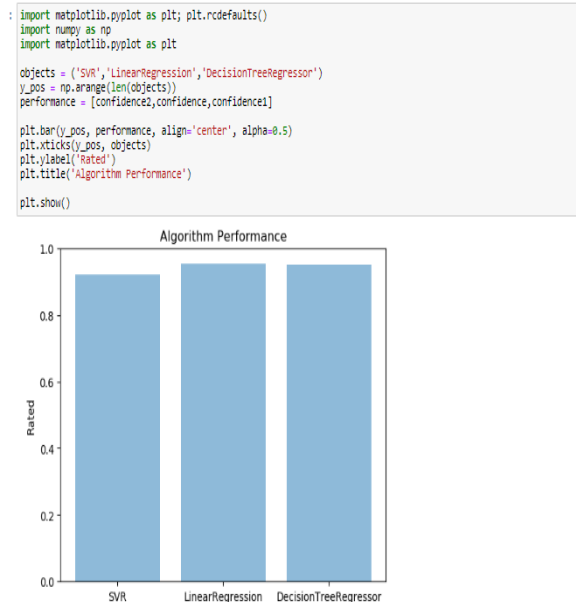 : import matplotlib.pyplot as plt; plt.rcdefaults()
import numpy as np
import matplotlib.pyplot as plt
objects = ('SVR','LinearRegression','DecisionTreeRegressor')
y_pos = np.arange(len(objects))
performance = [confidence2,confidence,confidence1]
plt.bar(y_pos, performance, align='center', alpha=0.5)
plt.xticks(y_pos, objects)
plt.ylabel('Rated')
plt.title('Algorithm Performance')
plt.show()
Algorithm Performance
1.0
0.8
0.6
0.4
0.2
0.0
Rated
SVR LinearRegression DecisionTreeRegressor